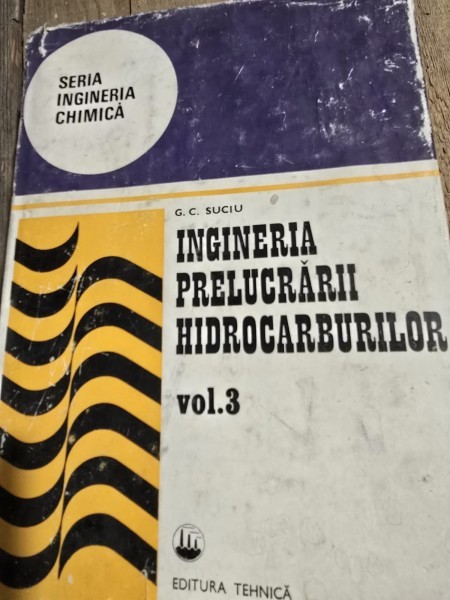 SERIA
INGINERIA
CHIMICĂ
G. C. SUCIU
INGINERIA
PRELUCRĂRII
HIDROCARBURILOR
vol.3
EDITURA TEHNICĂ